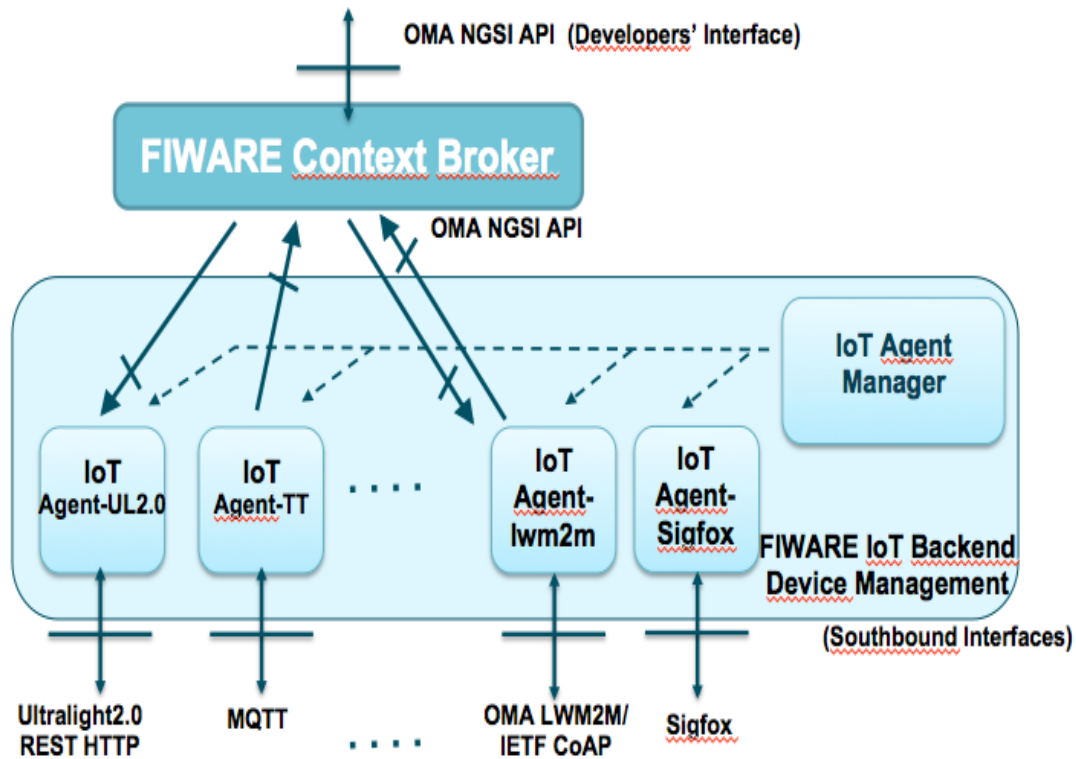 OMA NGSI API (Developers' Interface)
FIWARE Context Broker
OMA NGSI API
IoT Agent
Manager
IoT
Agent-UL2.0
IoT
Agent-TT
IoT
Agent-
lwm2m
IoT
Agent-
Sigfox
FIWARE IoT Backend
Device Management
(Southbound Interfaces)
Ultralight2.0
REST HTTP
MQTT
OMA LWM2M/
IETF CoAP
Sigfox